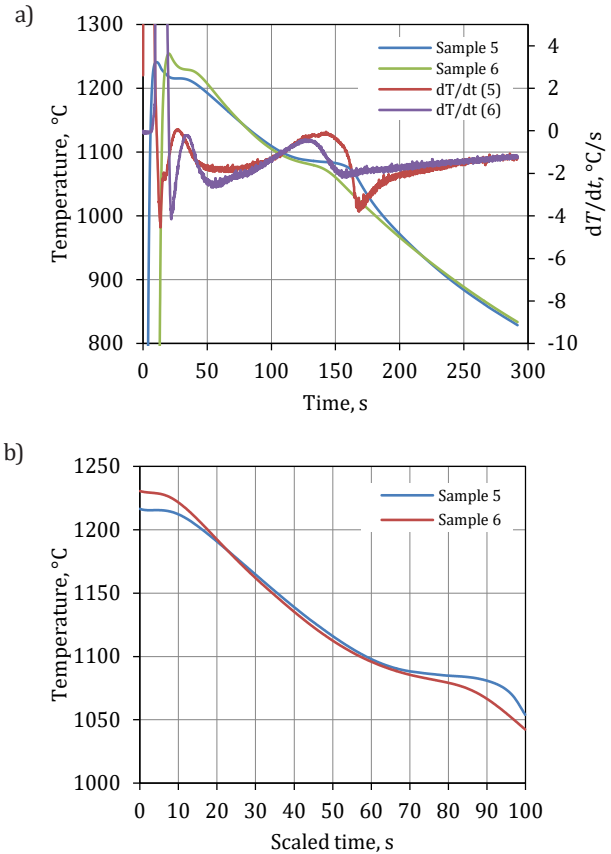 a)
1300
1200
1100
1000
900
800
Temperature, °C
4
2
0
-2
-4
-6
-8
-10
dT/dt, °C/s
Sample 5
Sample 6
dT/dt (5)
dT/dt (6)
0 50 100 150 200 250 300
Time, s
b)
1250
1200
1150
1100
1050
1000
Temperature, °C
Sample 5
Sample 6
0 10 20 30 40 50 60 70 80 90 100
Scaled time, s